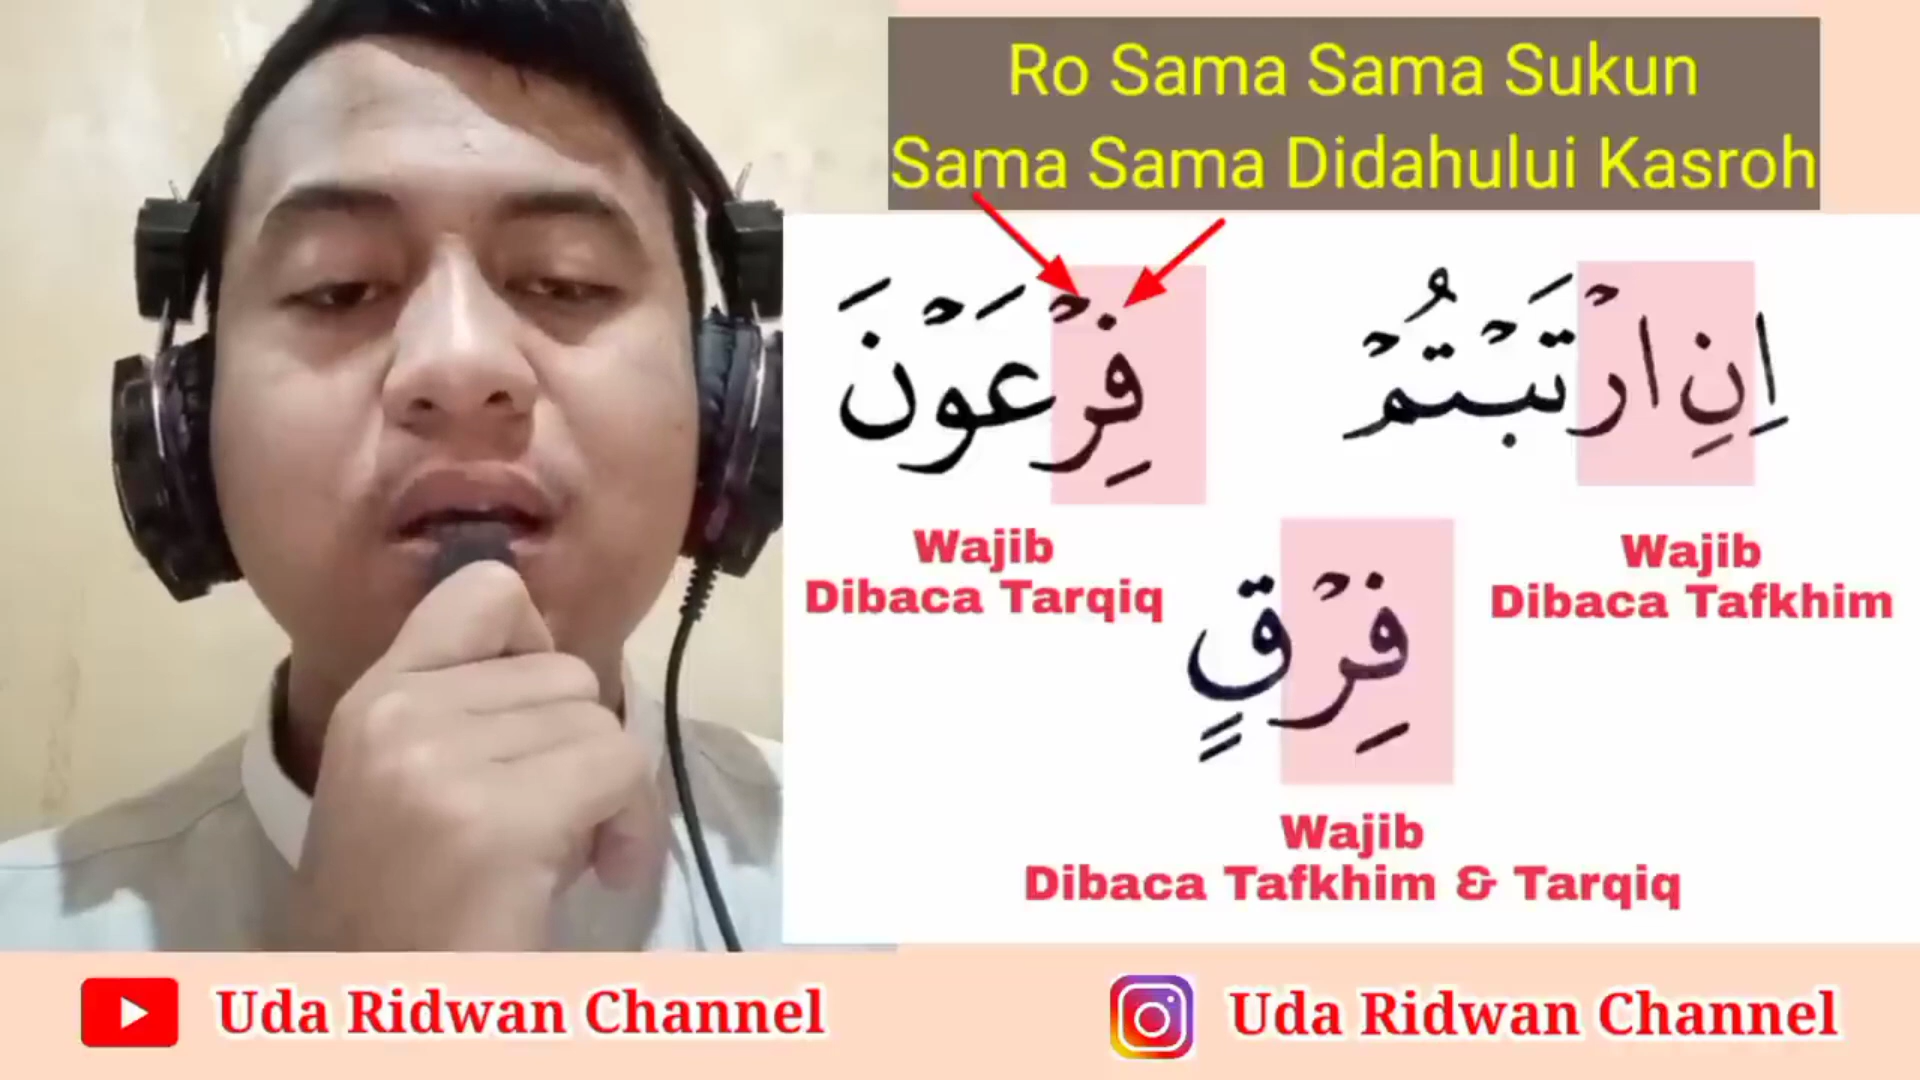 Ro Sama Sama Sukun
Sama Sama Didahului Kasroh
فِرْعَوْنَ
اِنِ ارْتَبْتُمْ
Wajib
Dibaca Tarqiq
Wajib
Dibaca Tafkhim
فِرْقٍ
Wajib
Dibaca Tafkhim & Tarqiq
Uda Ridwan Channel
Uda Ridwan Channel